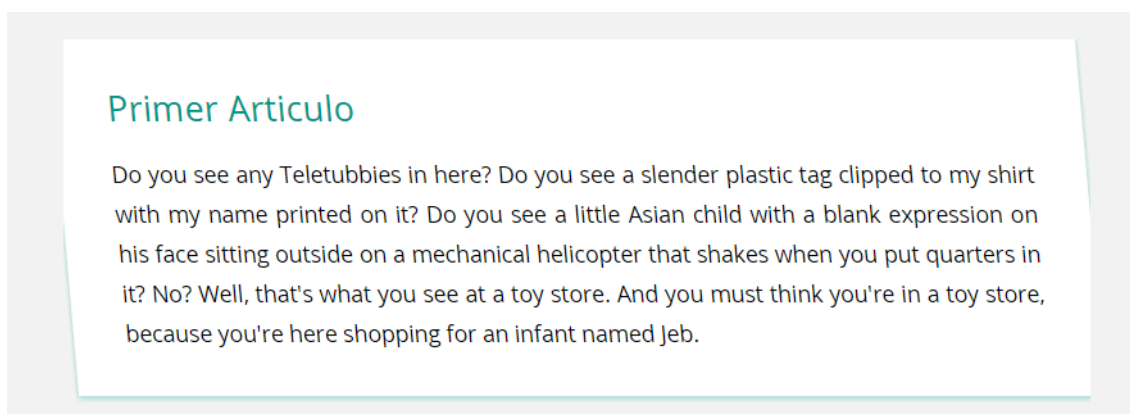 Primer Articulo
Do you see any Teletubbies in here? Do you see a slender plastic tag clipped to my shirt
with my name printed on it? Do you see a little Asian child with a blank expression on
his face sitting outside on a mechanical helicopter that shakes when you put quarters in
it? No? Well, that's what you see at a toy store. And you must think you're in a toy store,
because you're here shopping for an infant named Jeb.